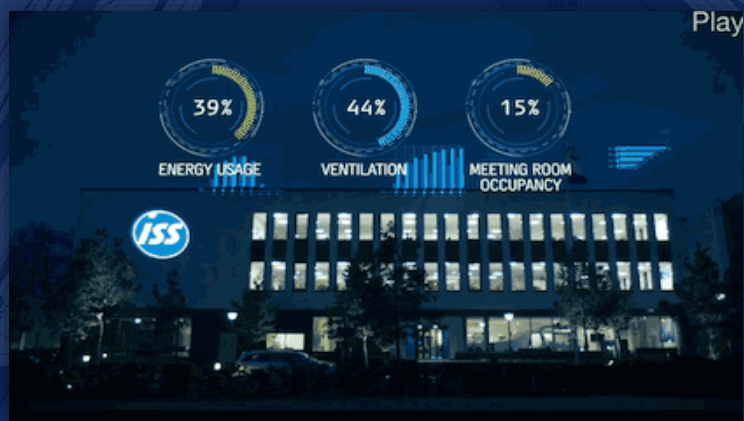 Play
39%
44%
15%
ENERGY USAGE
VENTILATION
MEETING ROOM
OCCUPANCY
iss